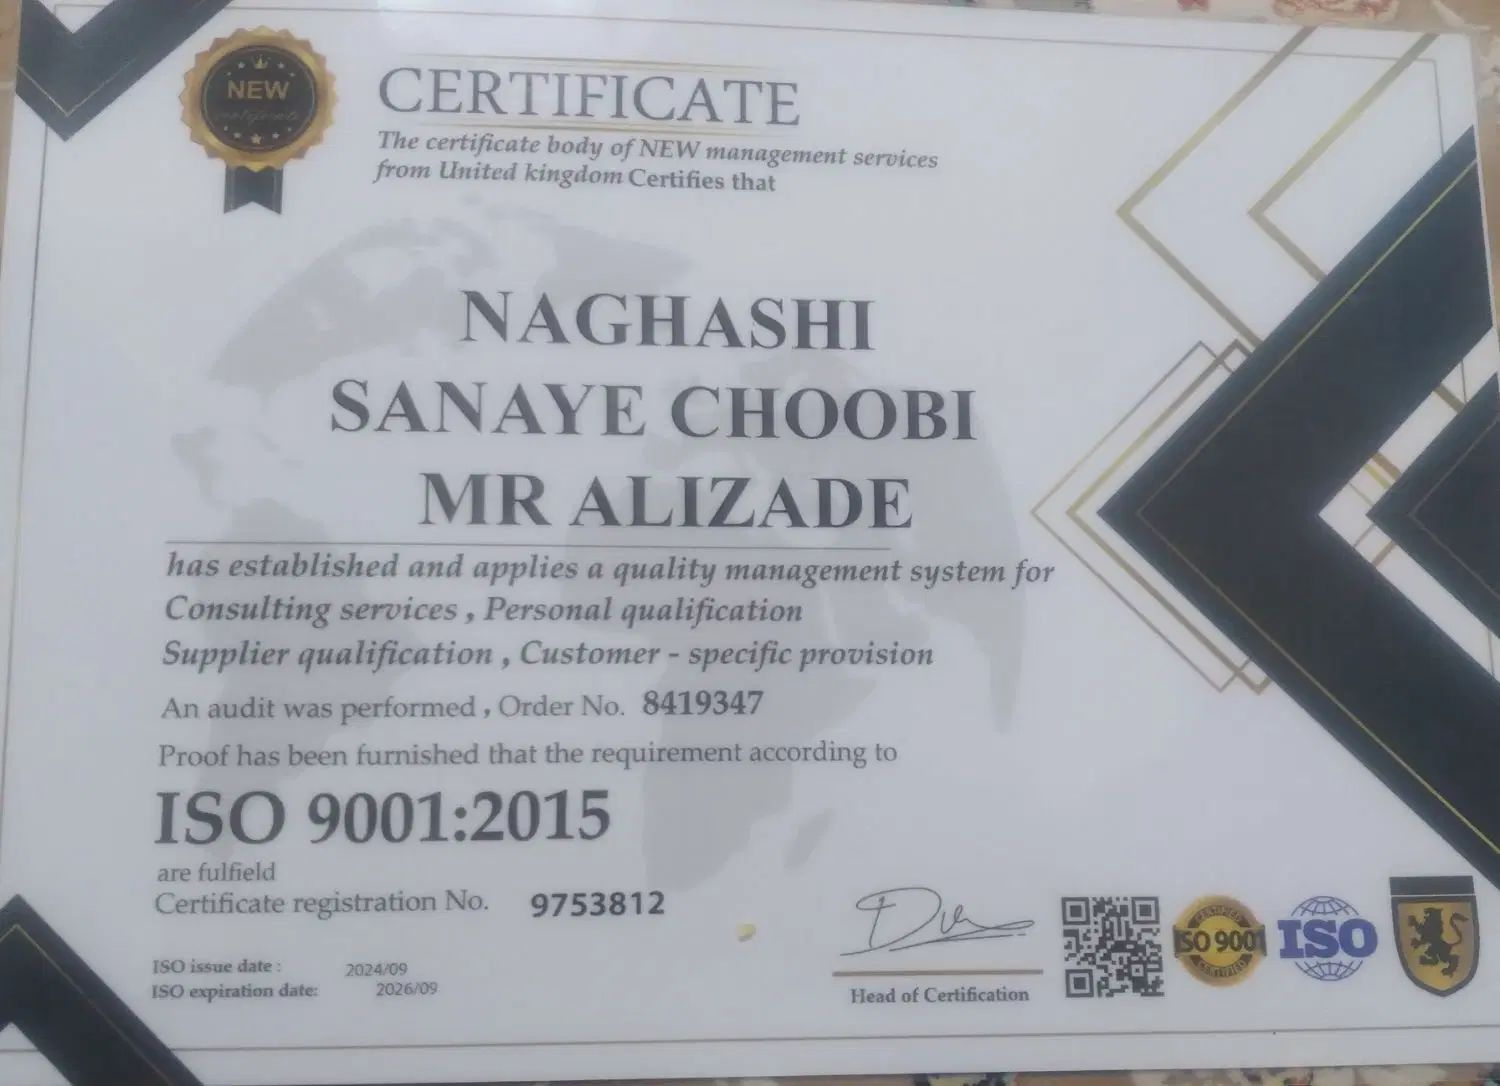 NEW
CERTIFICATE
The certificate body of NEW management services
from United kingdom Certifies that
NAGHASHI
SANAYE CHOOBI
MR ALIZADE
has established and applies a quality management system for
Consulting services , Personal qualification
Supplier qualification , Customer - specific provision
An audit was performed , Order No. 8419347
Proof has been furnished that the requirement according to
ISO 9001:2015
are fulfield
Certificate registration No. 9753812
ISO issue date : 2024/09
ISO expiration date: 2026/09
Head of Certification
CERTIFIED
ISO 9001
CERTIFIED
ISO